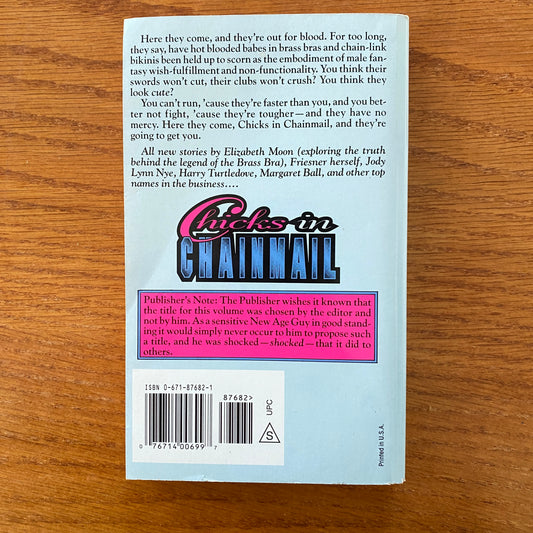 Here they come, and they're out for blood. For too long,
they say, have hot blooded babes in brass bras and chain-link
bikinis been held up to scorn as the embodiment of male fan-
tasy wish-fulfillment and non-functionality. You think their
swords won't cut, their clubs won't crush? You think they
look cute?
You can't run, 'cause they're faster than you, and you bet-
ter not fight, 'cause they're tougher—and they have no
mercy. Here they come, Chicks in Chainmail, and they're
going to get you.
All new stories by Elizabeth Moon (exploring the truth
behind the legend of the Brass Bra), Friesner herself, Jody
Lynn Nye, Harry Turtledove, Margaret Ball, and other top
names in the business....
Chicks in
CHAINMAIL
Publisher's Note: The Publisher wishes it known that
the title for this volume was chosen by the editor and
not by him. As a sensitive New Age Guy in good stand-
ing it would simply never occur to him to propose such
a title, and he was shocked—shocked—that it did to
others.
ISBN 0-671-87682-1
87682>
0 76714 00699 7
S
UPC
Printed in U.S.A.